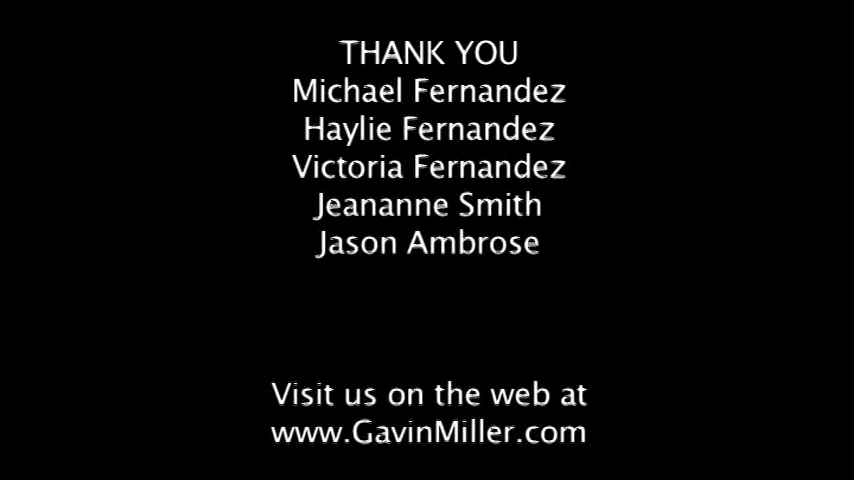 THANK YOU
Michael Fernandez
Haylie Fernandez
Victoria Fernandez
Jeananne Smith
Jason Ambrose
Visit us on the web at
www.GavinMiller.com